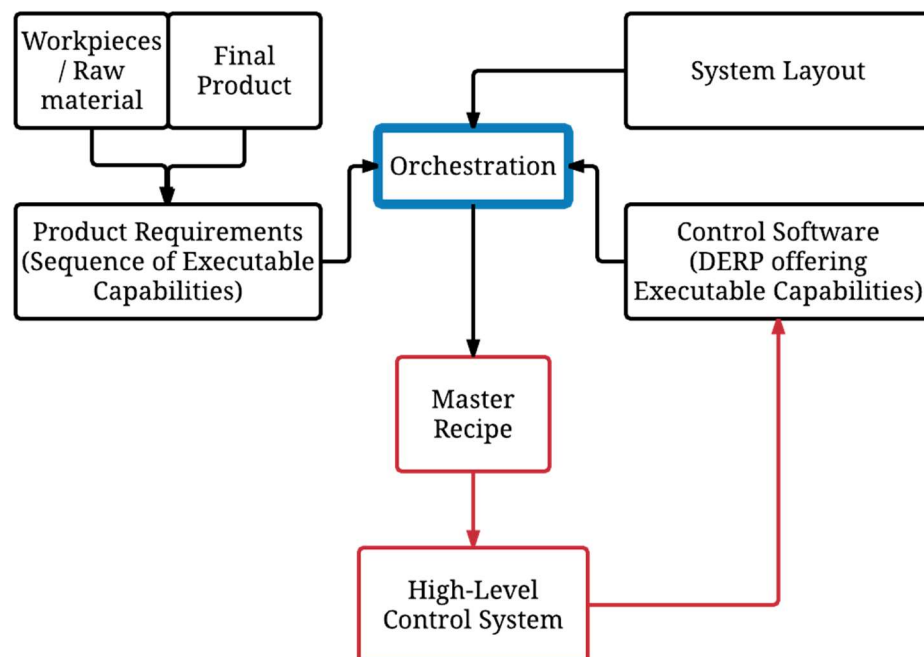 Workpieces
/ Raw
material
Final
Product
System Layout
Orchestration
Product Requirements
(Sequence of Executable
Capabilities)
Control Software
(DERP offering
Executable Capabilities)
Master
Recipe
High-Level
Control System